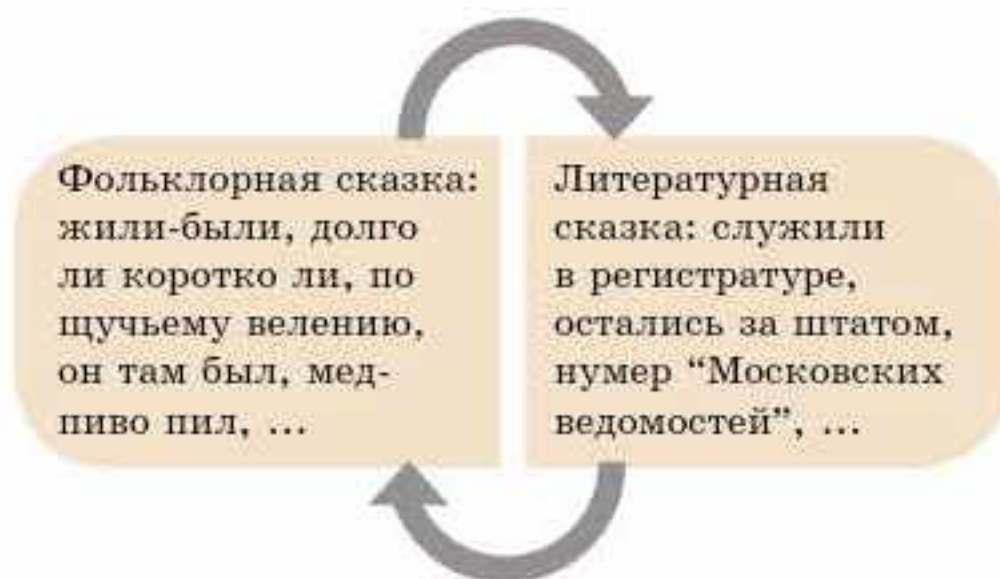 Фольклорная сказка:
жили-были, долго
ли коротко ли, по
щучьему велению,
он там был, мед-
пиво пил, ...
Литературная
сказка: служили
в регистратуре,
остались за штатом,
нумер “Московских
ведомостей”, ...